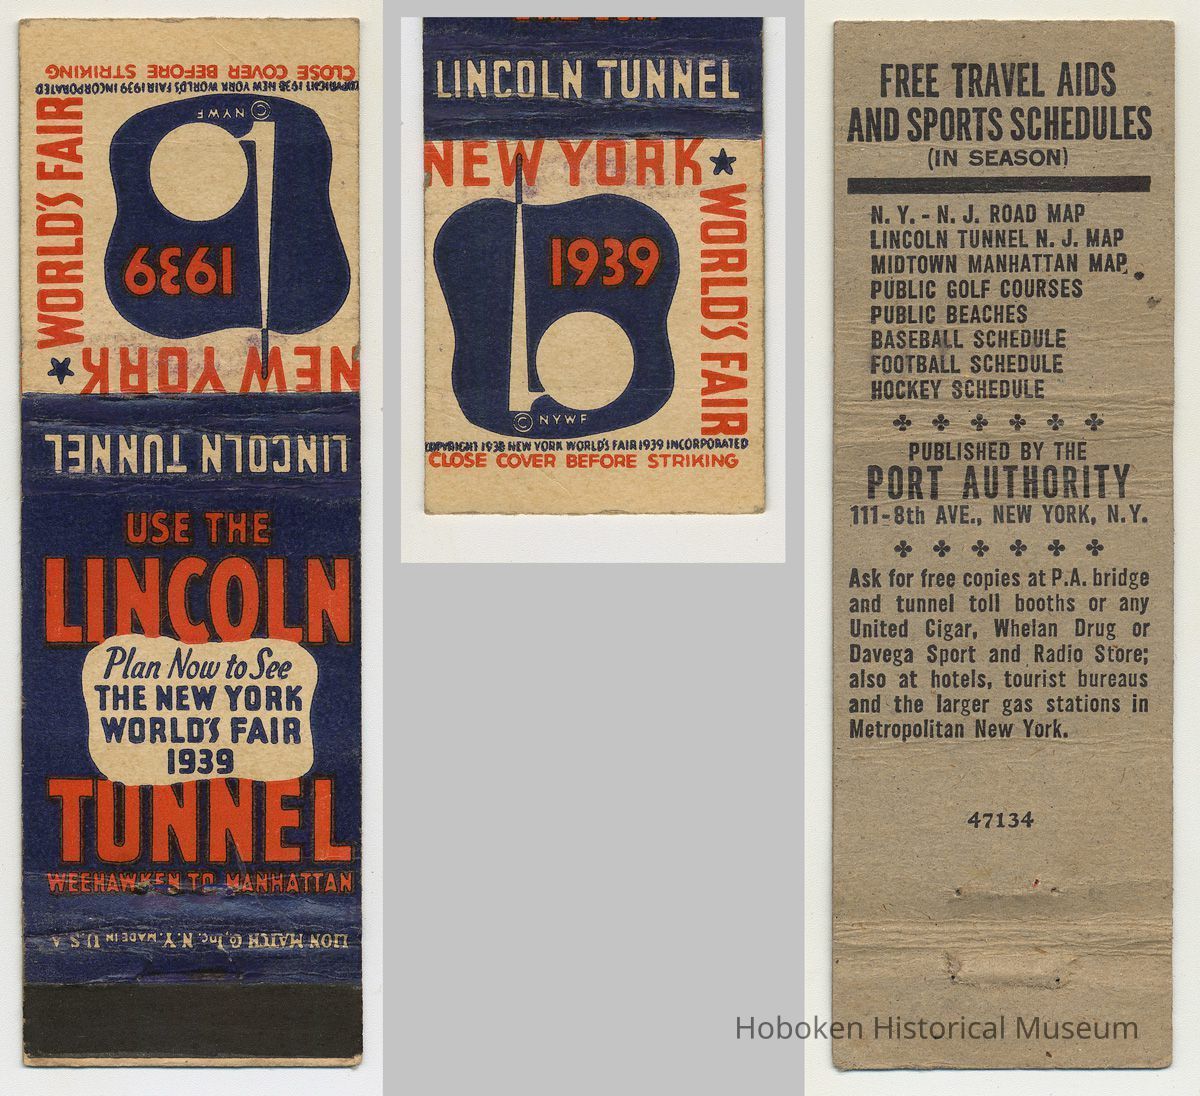 CLOSE COVER BEFORE STRIKING
COPYRIGHT 1938 NEW YORK WORLD'S FAIR 1939 INCORPORATED
© NYWF
1939
WORLD'S FAIR
NEW YORK
LINCOLN TUNNEL
USE THE
LINCOLN
Plan Now to See
THE NEW YORK
WORLD'S FAIR
1939
TUNNEL
WEEHAWKEN TO MANHATTAN
LION MATCH CO., INC. N.Y. MADE IN U.S.A
USE THE
LINCOLN TUNNEL
NEW YORK
WORLD'S FAIR
1939
© NYWF
COPYRIGHT 1938 NEW YORK WORLD'S FAIR 1939 INCORPORATED
CLOSE COVER BEFORE STRIKING
FREE TRAVEL AIDS
AND SPORTS SCHEDULES
(IN SEASON)
N. Y. - N. J. ROAD MAP
LINCOLN TUNNEL N. J. MAP
MIDTOWN MANHATTAN MAP
PUBLIC GOLF COURSES
PUBLIC BEACHES
BASEBALL SCHEDULE
FOOTBALL SCHEDULE
HOCKEY SCHEDULE
PUBLISHED BY THE
PORT AUTHORITY
111-8th AVE., NEW YORK, N.Y.
Ask for free copies at P.A. bridge
and tunnel toll booths or any
United Cigar, Whelan Drug or
Davega Sport and Radio Store;
also at hotels, tourist bureaus
and the larger gas stations in
Metropolitan New York.
47134
Hoboken Historical Museum